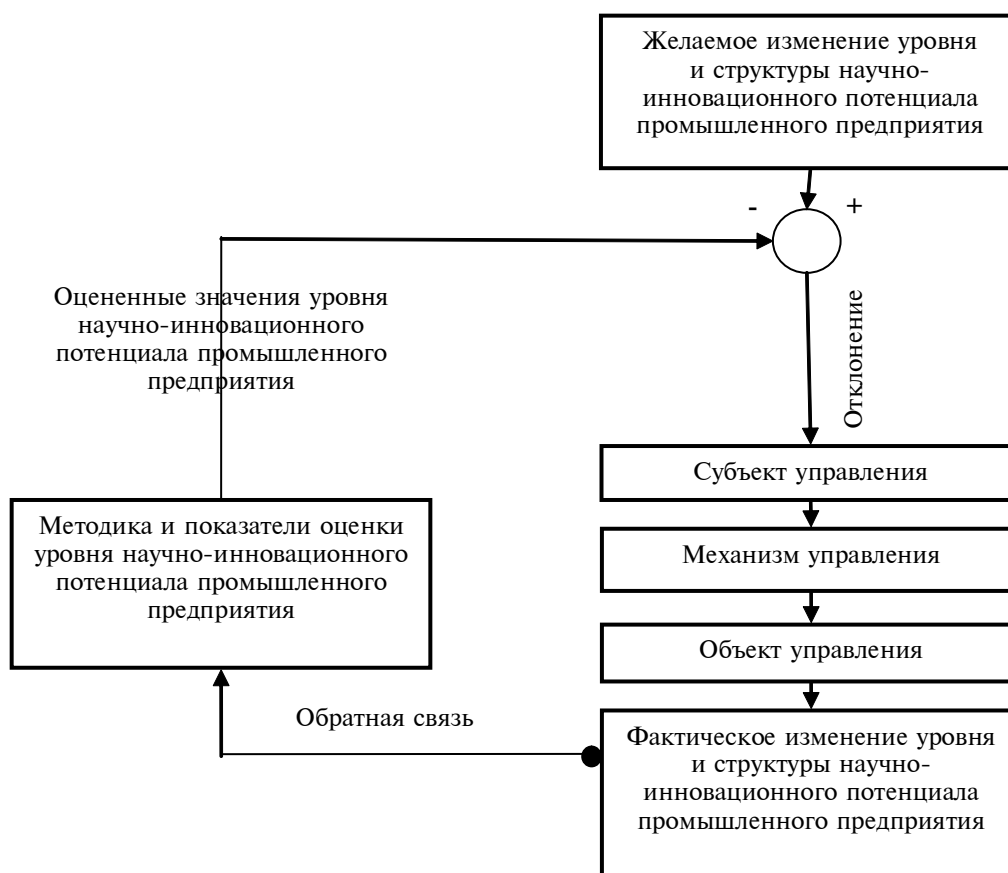 Желаемое изменение уровня
и структуры научно-
инновационного потенциала
промышленного предприятия
- +
Оцененные значения уровня
научно-инновационного
потенциала промышленного
предприятия
Отклонение
Субъект управления
Методика и показатели оценки
уровня научно-инновационного
потенциала промышленного
предприятия
Механизм управления
Объект управления
Обратная связь
Фактическое изменение уровня
и структуры научно-
инновационного потенциала
промышленного предприятия